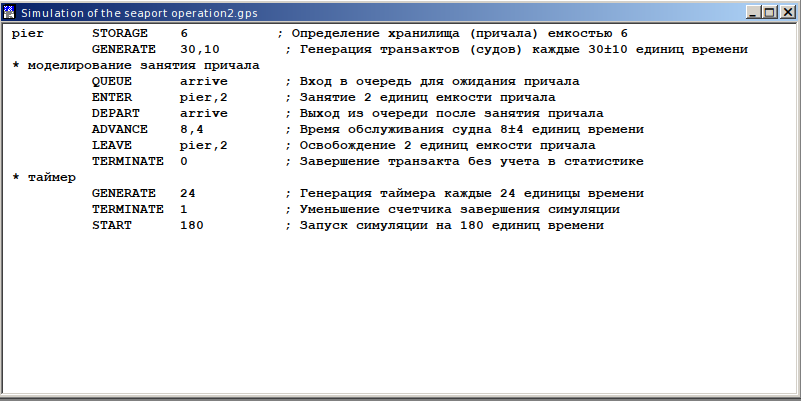 Simulation of the seaport operation2.gps
pier STORAGE 6 ; Определение хранилища (причала) емкостью 6
GENERATE 30,10 ; Генерация транзактов (судов) каждые 30±10 единиц времени
* моделирование занятия причала
QUEUE arrive ; Вход в очередь для ожидания причала
ENTER pier,2 ; Занятие 2 единиц емкости причала
DEPART arrive ; Выход из очереди после занятия причала
ADVANCE 8,4 ; Время обслуживания судна 8±4 единиц времени
LEAVE pier,2 ; Освобождение 2 единиц емкости причала
TERMINATE 0 ; Завершение транзакта без учета в статистике
* таймер
GENERATE 24 ; Генерация таймера каждые 24 единицы времени
TERMINATE 1 ; Уменьшение счетчика завершения симуляции
START 180 ; Запуск симуляции на 180 единиц времени